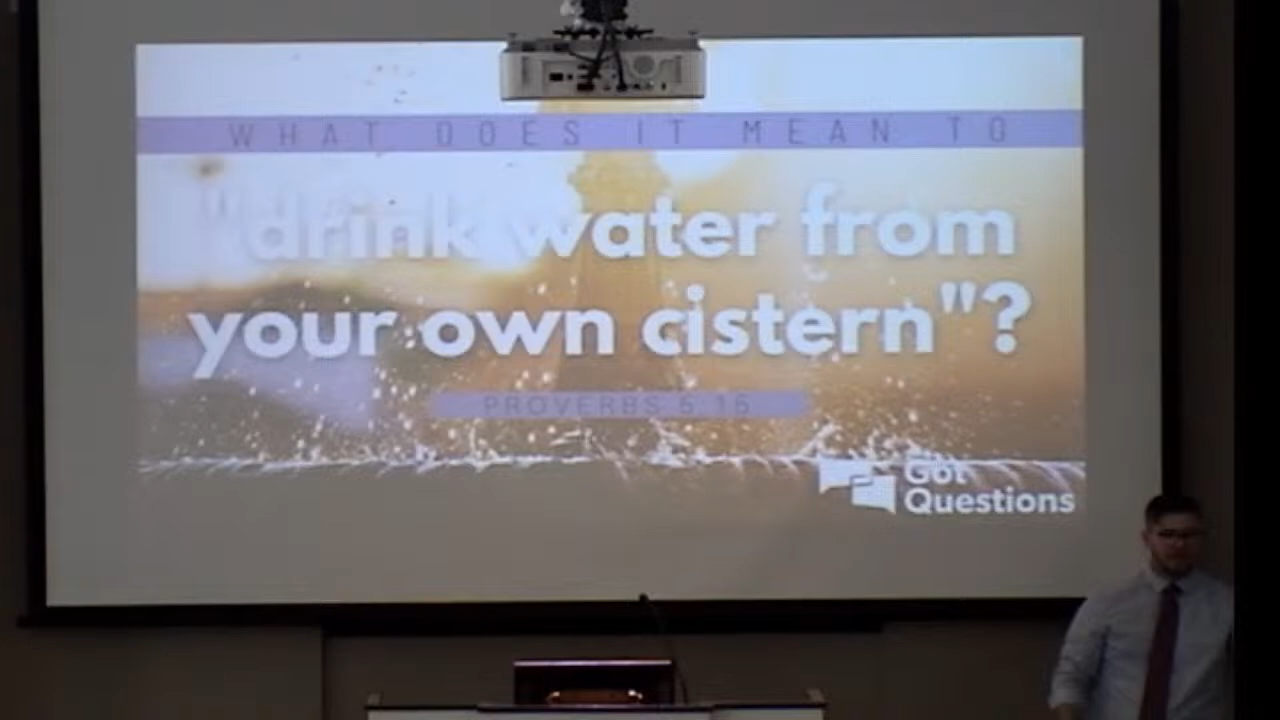 WHAT DOES IT MEAN TO
"drink water from
your own cistern"?
PROVERBS 5:15
Got
Questions